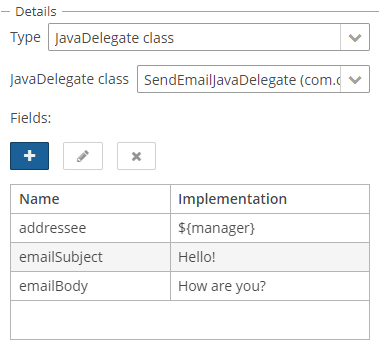 Details
Type JavaDelegate class
JavaDelegate class SendEmailJavaDelegate (com.
Fields:
Name Implementation
addressee ${manager}
emailSubject Hello!
emailBody How are you?